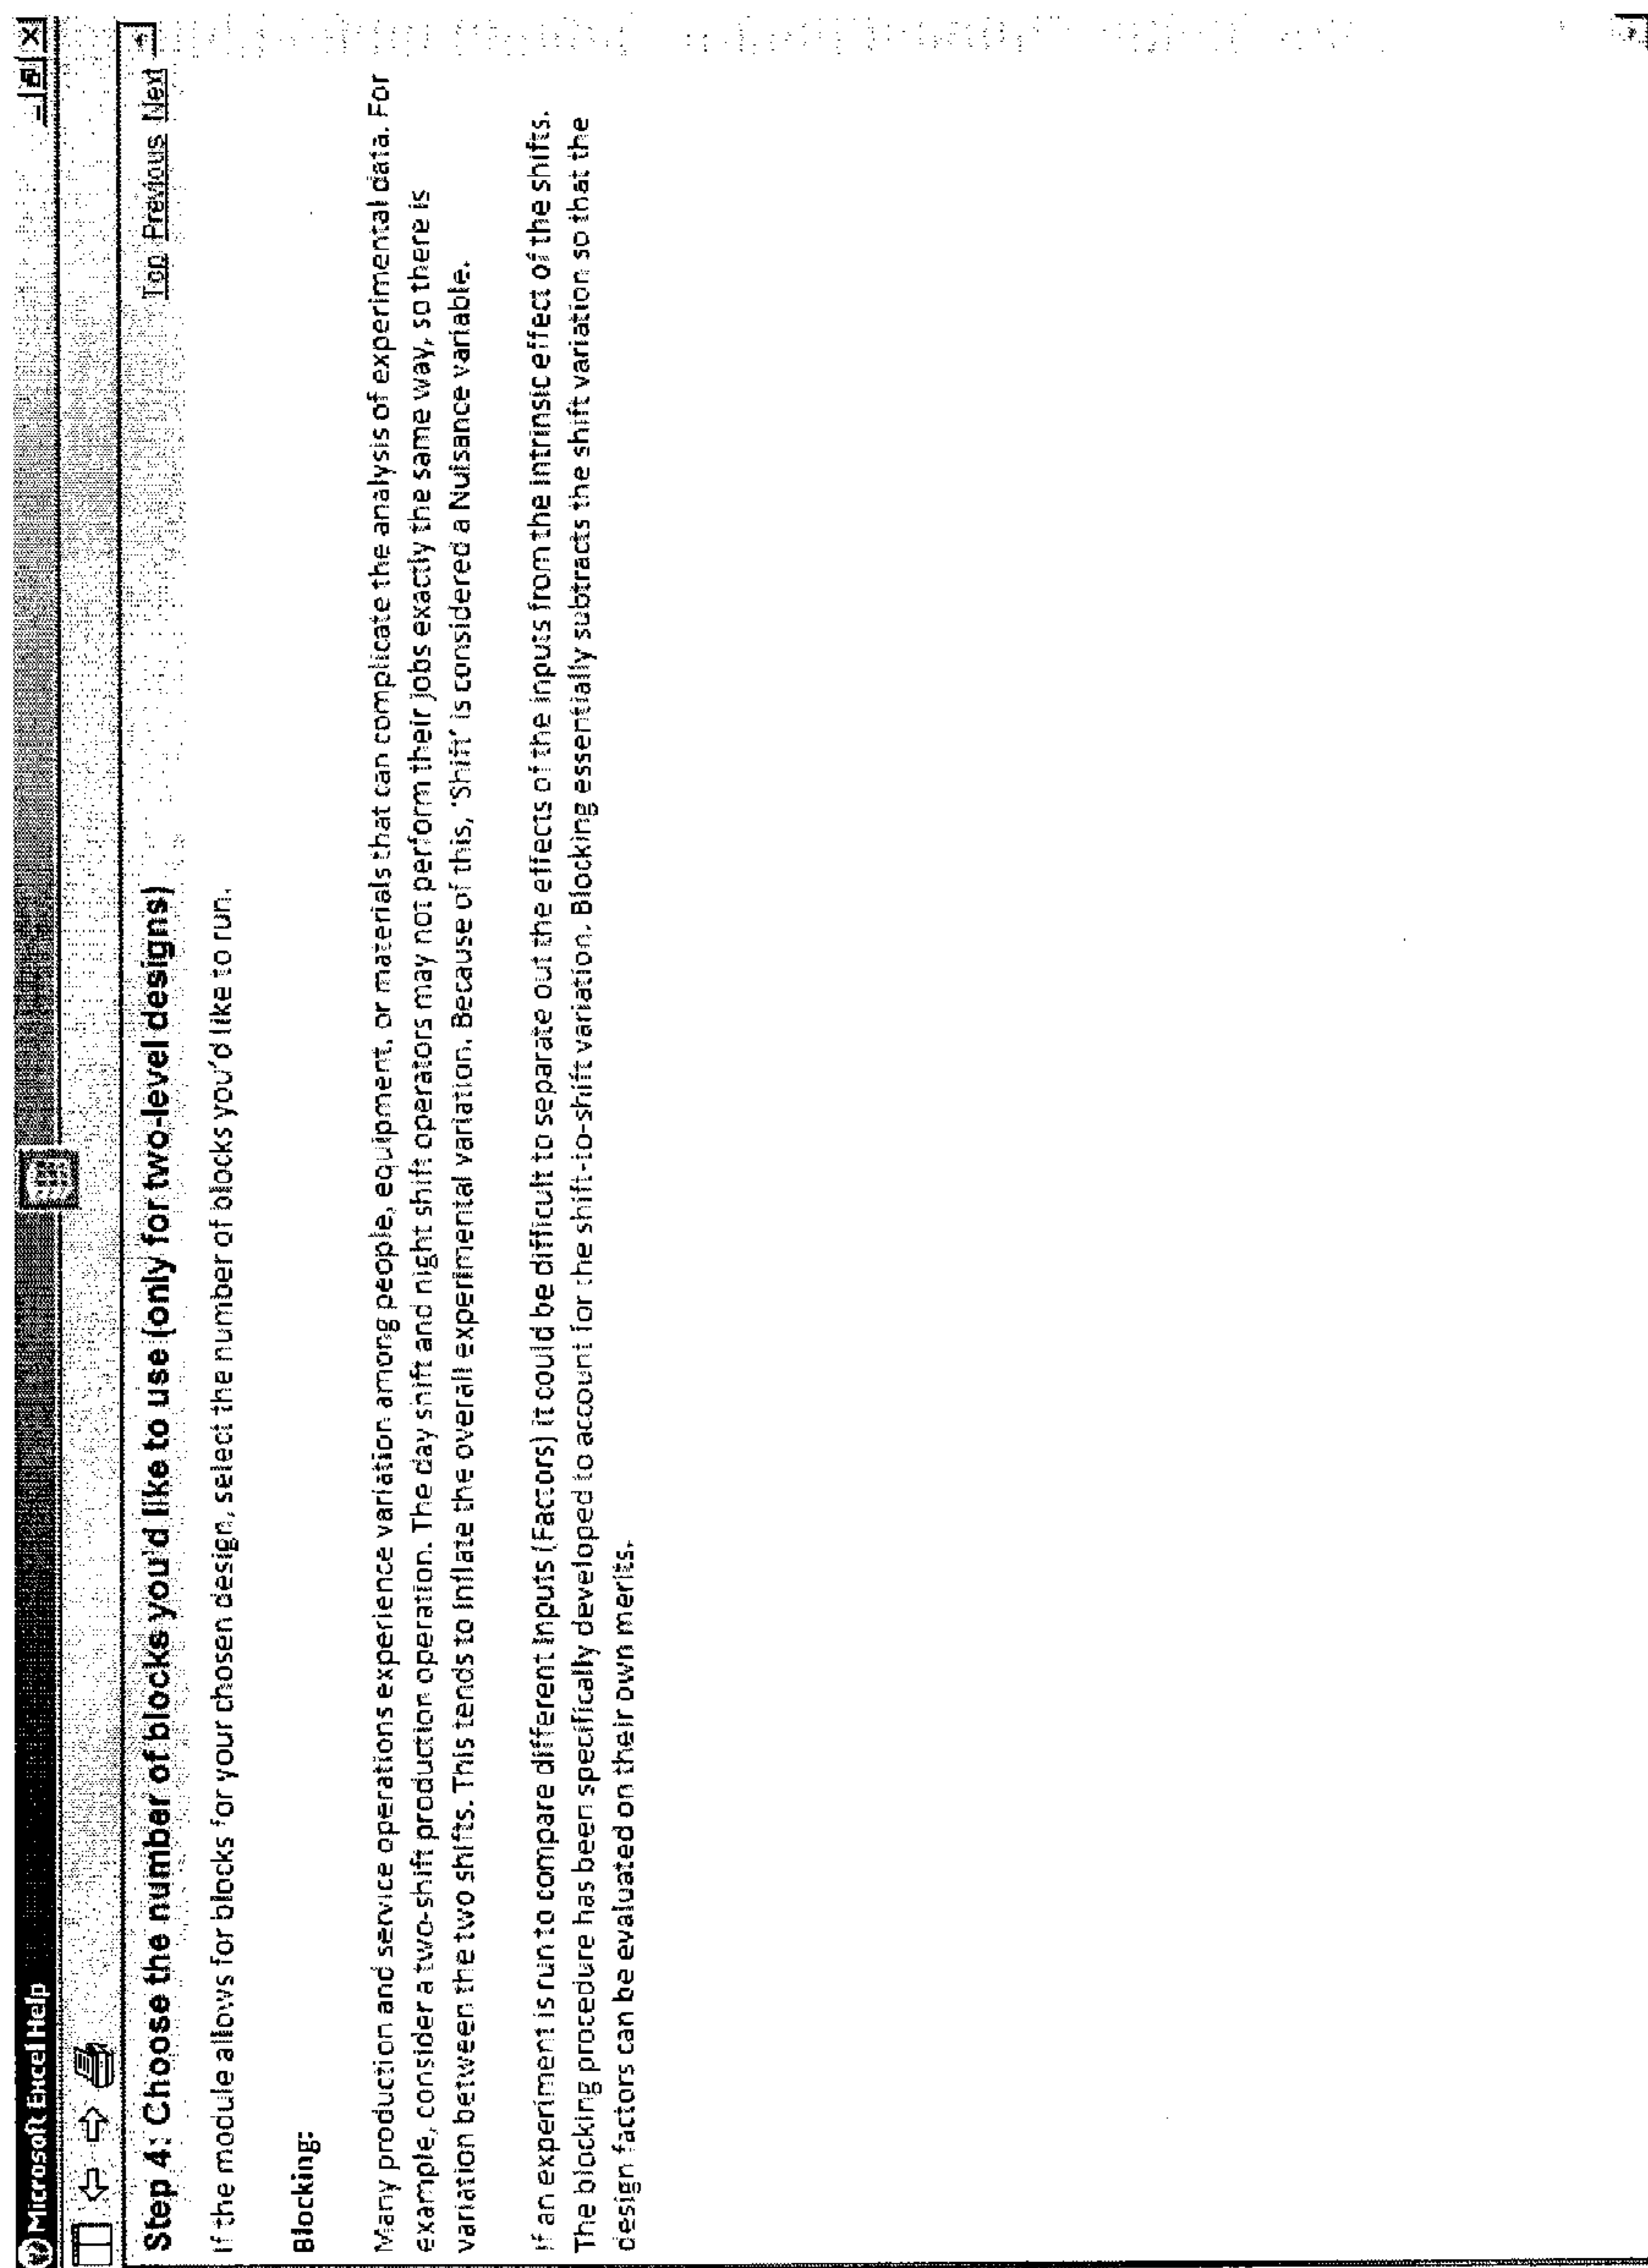 Microsoft Excel Help
Step 4: Choose the number of blocks you'd like to use (only for two-level designs)
Top Previous Next
If the module allows for blocks for your chosen design, select the number of blocks you'd like to run.
Blocking:
Many production and service operations experience variation among people, equipment, or materials that can complicate the analysis of experimental data. For
example, consider a two-shift production operation. The day shift and night shift operators may not perform their jobs exactly the same way, so there is
variation between the two shifts. This tends to inflate the overall experimental variation. Because of this, 'Shift' is considered a Nuisance variable.
If an experiment is run to compare different Inputs (Factors) it could be difficult to separate out the effects of the inputs from the intrinsic effect of the shifts.
The blocking procedure has been specifically developed to account for the shift-to-shift variation. Blocking essentially subtracts the shift variation so that the
design factors can be evaluated on their own merits.